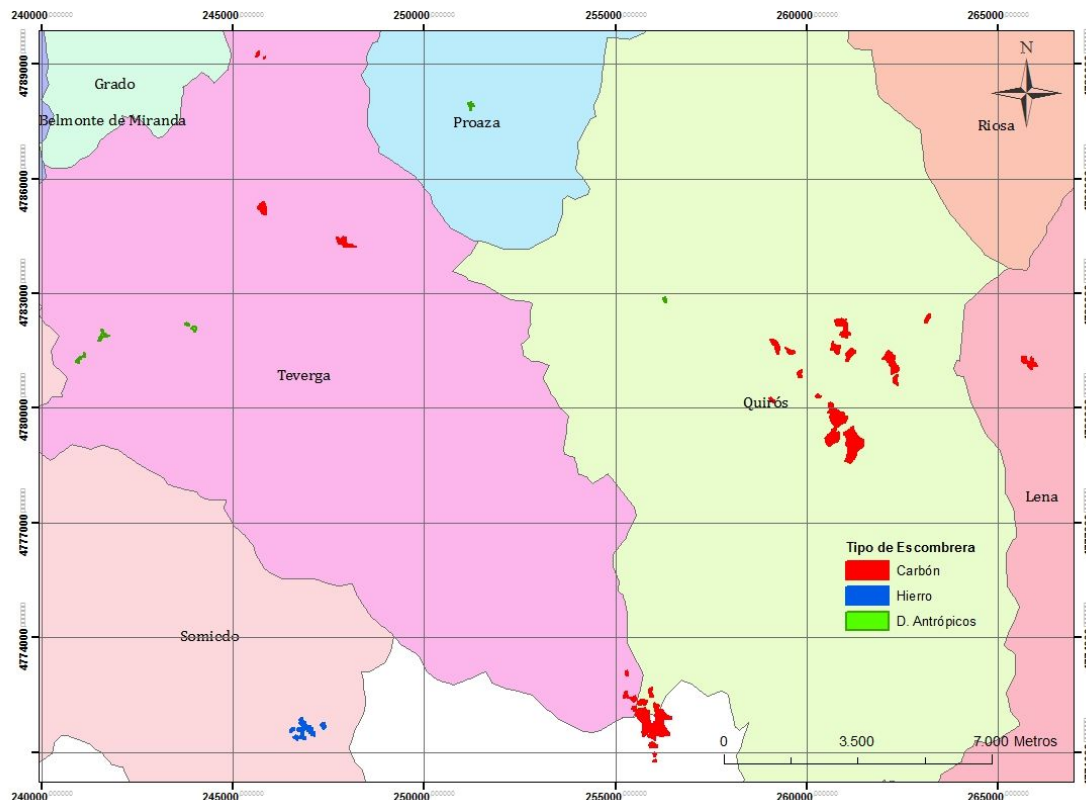 240000 245000 250000 255000 260000 265000
4789000
4786000
4783000
4780000
4777000
4774000
N
Grado
Belmonte de Miranda
Proaza
Riosa
Teverga
Quirós
Lena
Somiedo
Tipo de Escombrera
Carbón
Hierro
D. Antrópicos
0 3.500 7.000 Metros
240000 245000 250000 255000 260000 265000